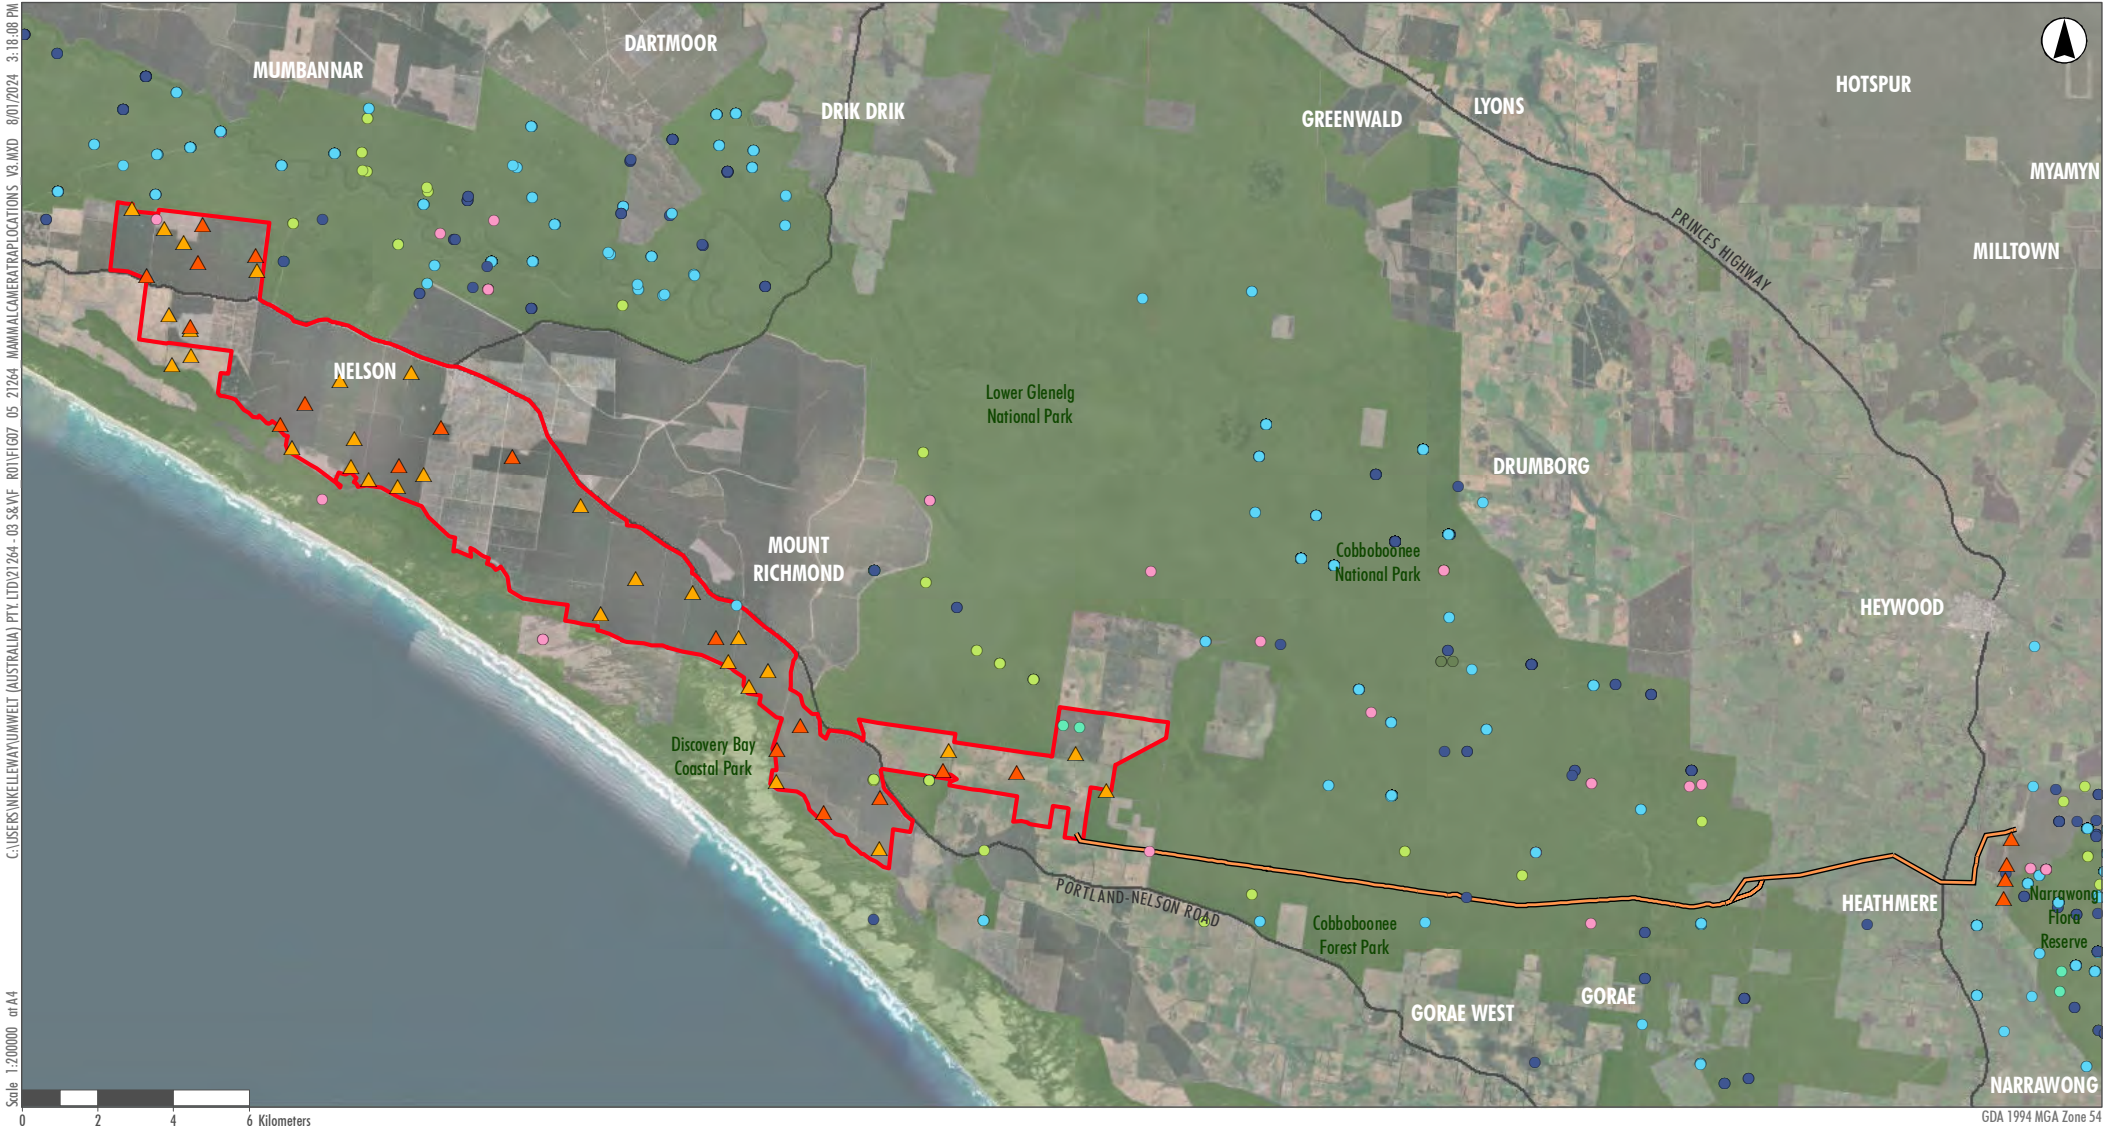 C:\USERS\NKELLEWAY\UMWELT (AUSTRALIA) PTY. LTD\21264 - 03 S&WF R01\FIG07 05 21264 MAMMALCAMERATRAPLOCATIONS V3.MXD 8/01/2024 3:18:08 PM
Scale 1:200000 at A4
DARTMOOR
MUMBANNAR
HOTSPUR
DRIK DRIK
LYONS
GREENWALD
MYAMYN
PRINCES HIGHWAY
MILLTOWN
NELSON
Lower Glenelg
National Park
DRUMBORG
MOUNT
RICHMOND
Cobboboonee
National Park
HEYWOOD
Discovery Bay
Coastal Park
PORTLAND-NELSON ROAD
HEATHMERE
Narrawong
Flora
Reserve
Cobboboonee
Forest Park
GORAE
GORAE WEST
NARRAWONG
0 2 4 6 Kilometers
GDA 1994 MGA Zone 54